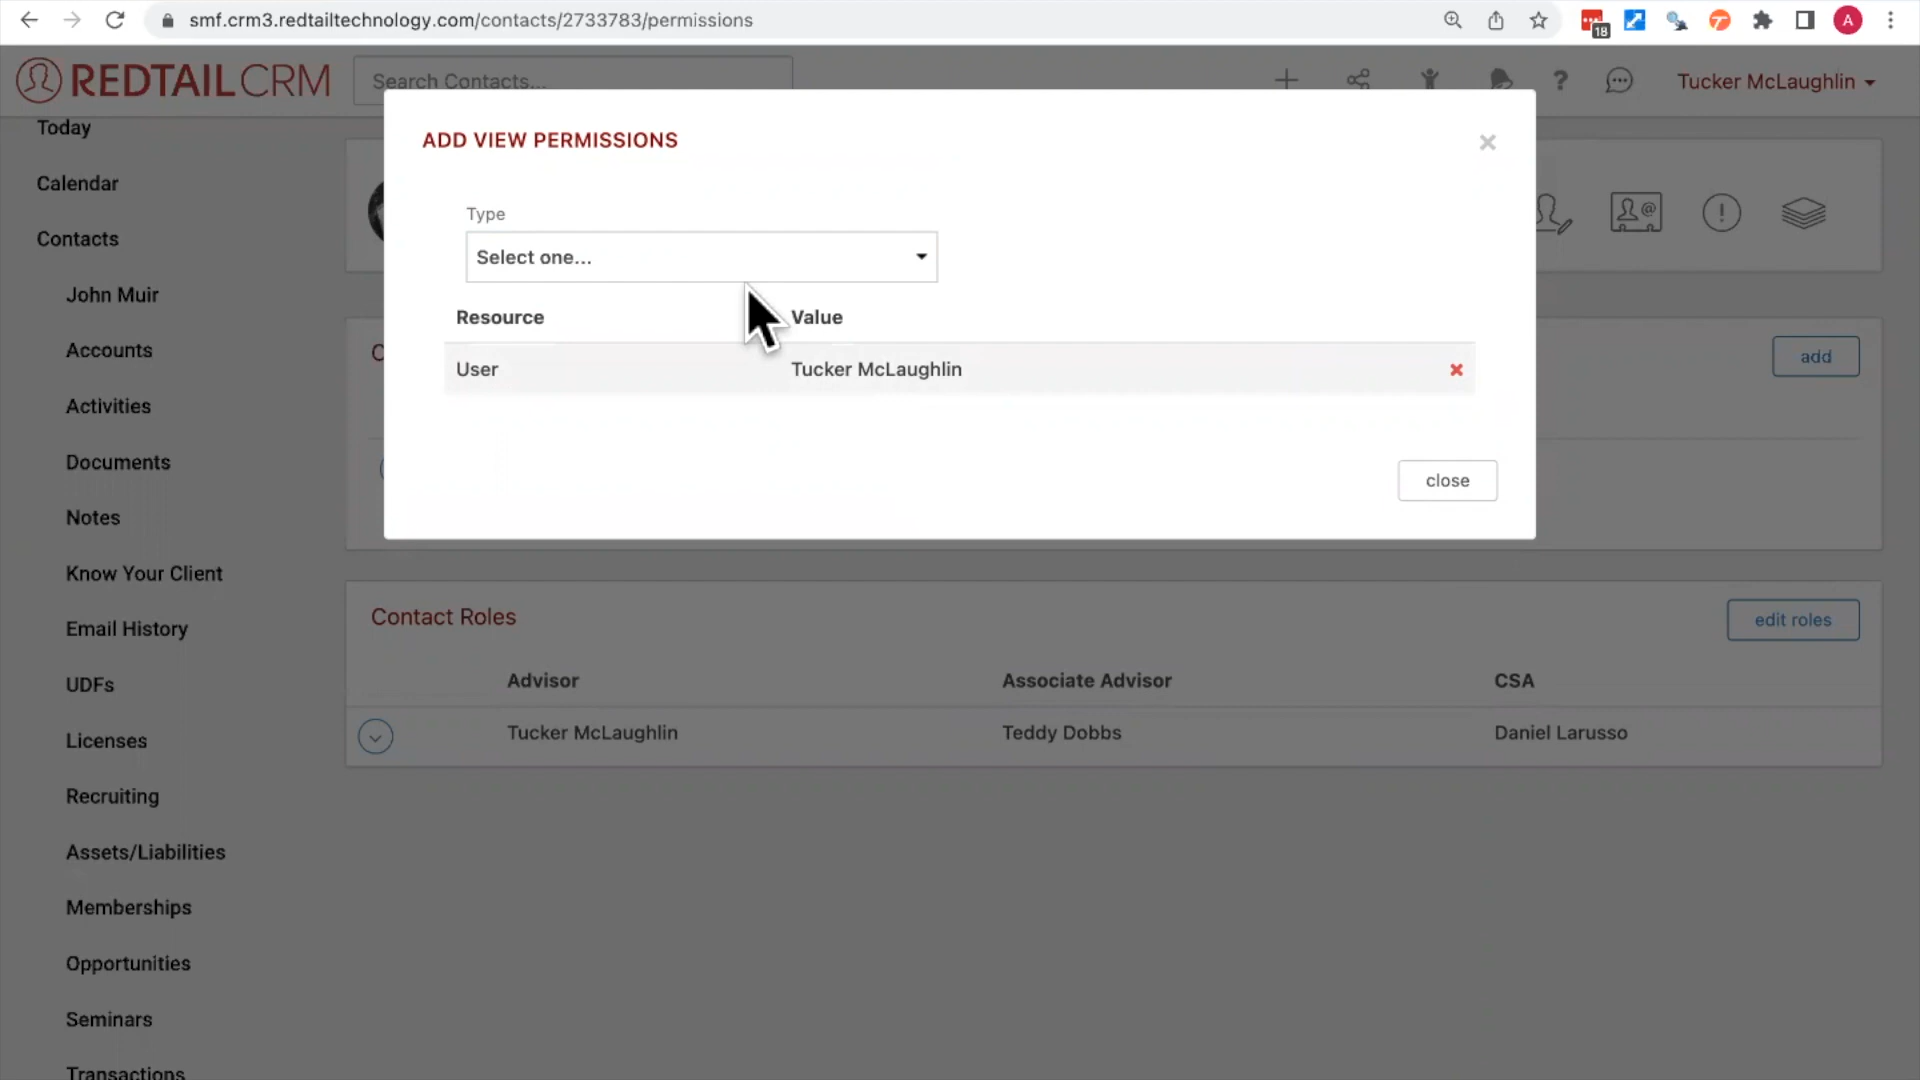 smf.crm3.redtailtechnology.com/contacts/2733783/permissions
18
A
REDTAILCRM
Search Contacts...
?
Tucker McLaughlin
Today
Calendar
Contacts
John Muir
Accounts
Activities
Documents
Notes
Know Your Client
Email History
UDFs
Licenses
Recruiting
Assets/Liabilities
Memberships
Opportunities
Seminars
Transactions
ADD VIEW PERMISSIONS
Type
Select one...
Resource Value
User Tucker McLaughlin
close
add
Contact Roles
edit roles
Advisor Associate Advisor CSA
Tucker McLaughlin Teddy Dobbs Daniel Larusso